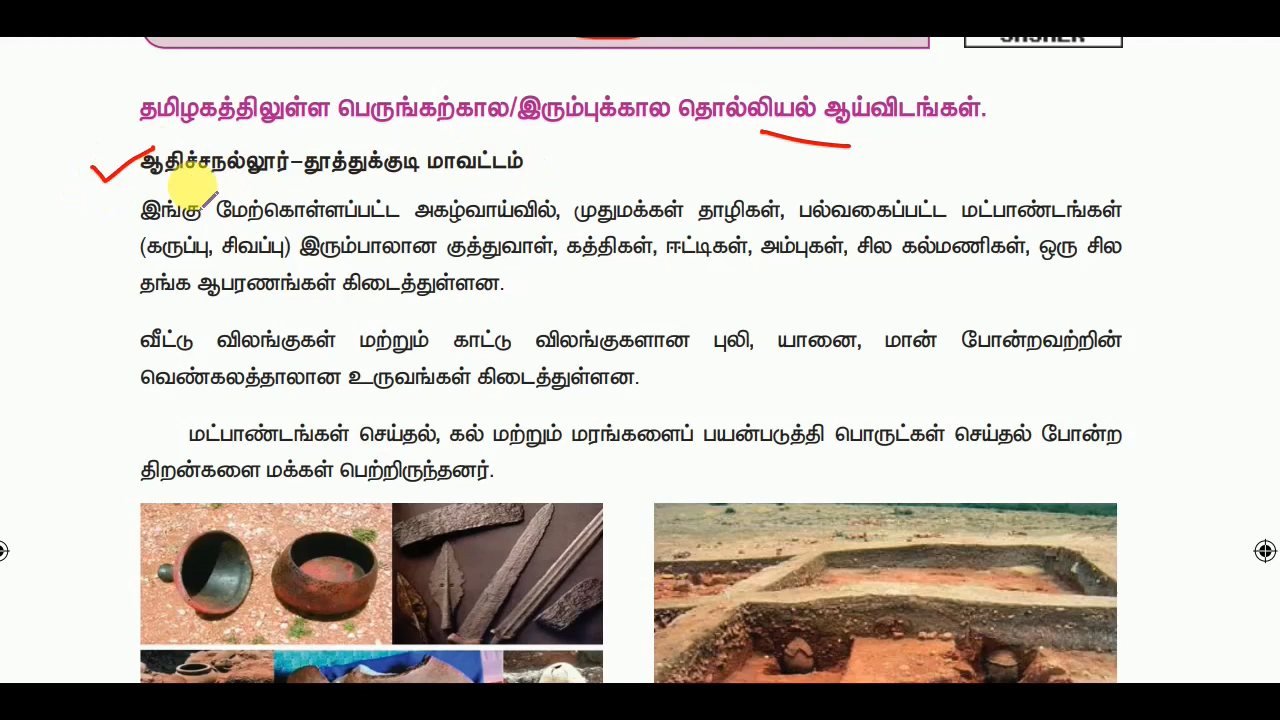 தமிழகத்திலுள்ள பெருங்கற்கால/இரும்புக்கால தொல்லியல் ஆய்விடங்கள்.
ஆதிச்சநல்லூர்–தூத்துக்குடி மாவட்டம்
இங்கு மேற்கொள்ளப்பட்ட அகழ்வாய்வில், முதுமக்கள் தாழிகள், பல்வகைப்பட்ட மட்பாண்டங்கள்
(கருப்பு, சிவப்பு) இரும்பாலான குத்துவாள், கத்திகள், ஈட்டிகள், அம்புகள், சில கல்மணிகள், ஒரு சில
தங்க ஆபரணங்கள் கிடைத்துள்ளன.
வீட்டு விலங்குகள் மற்றும் காட்டு விலங்குகளான புலி, யானை, மான் போன்றவற்றின்
வெண்கலத்தாலான உருவங்கள் கிடைத்துள்ளன.
மட்பாண்டங்கள் செய்தல், கல் மற்றும் மரங்களைப் பயன்படுத்தி பொருட்கள் செய்தல் போன்ற
திறன்களை மக்கள் பெற்றிருந்தனர்.